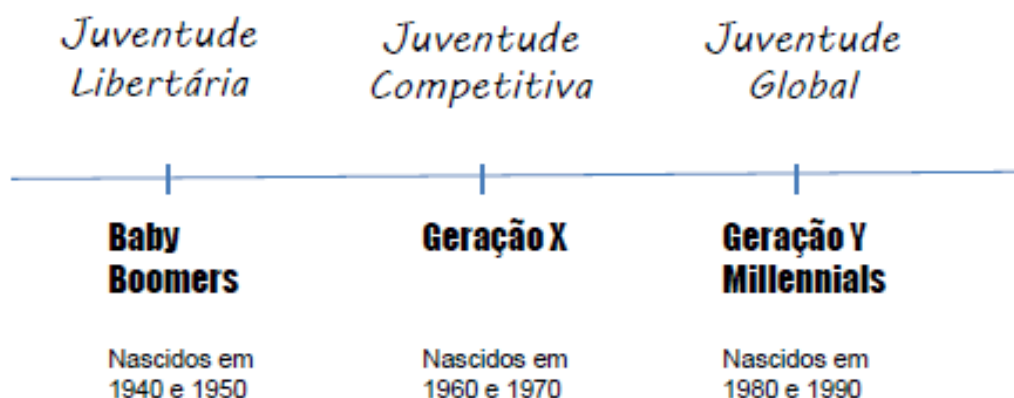 Juventude
Libertária
Juventude
Competitiva
Juventude
Global
Baby
Boomers
Geração X
Geração Y
Millennials
Nascidos em
1940 e 1950
Nascidos em
1960 e 1970
Nascidos em
1980 e 1990